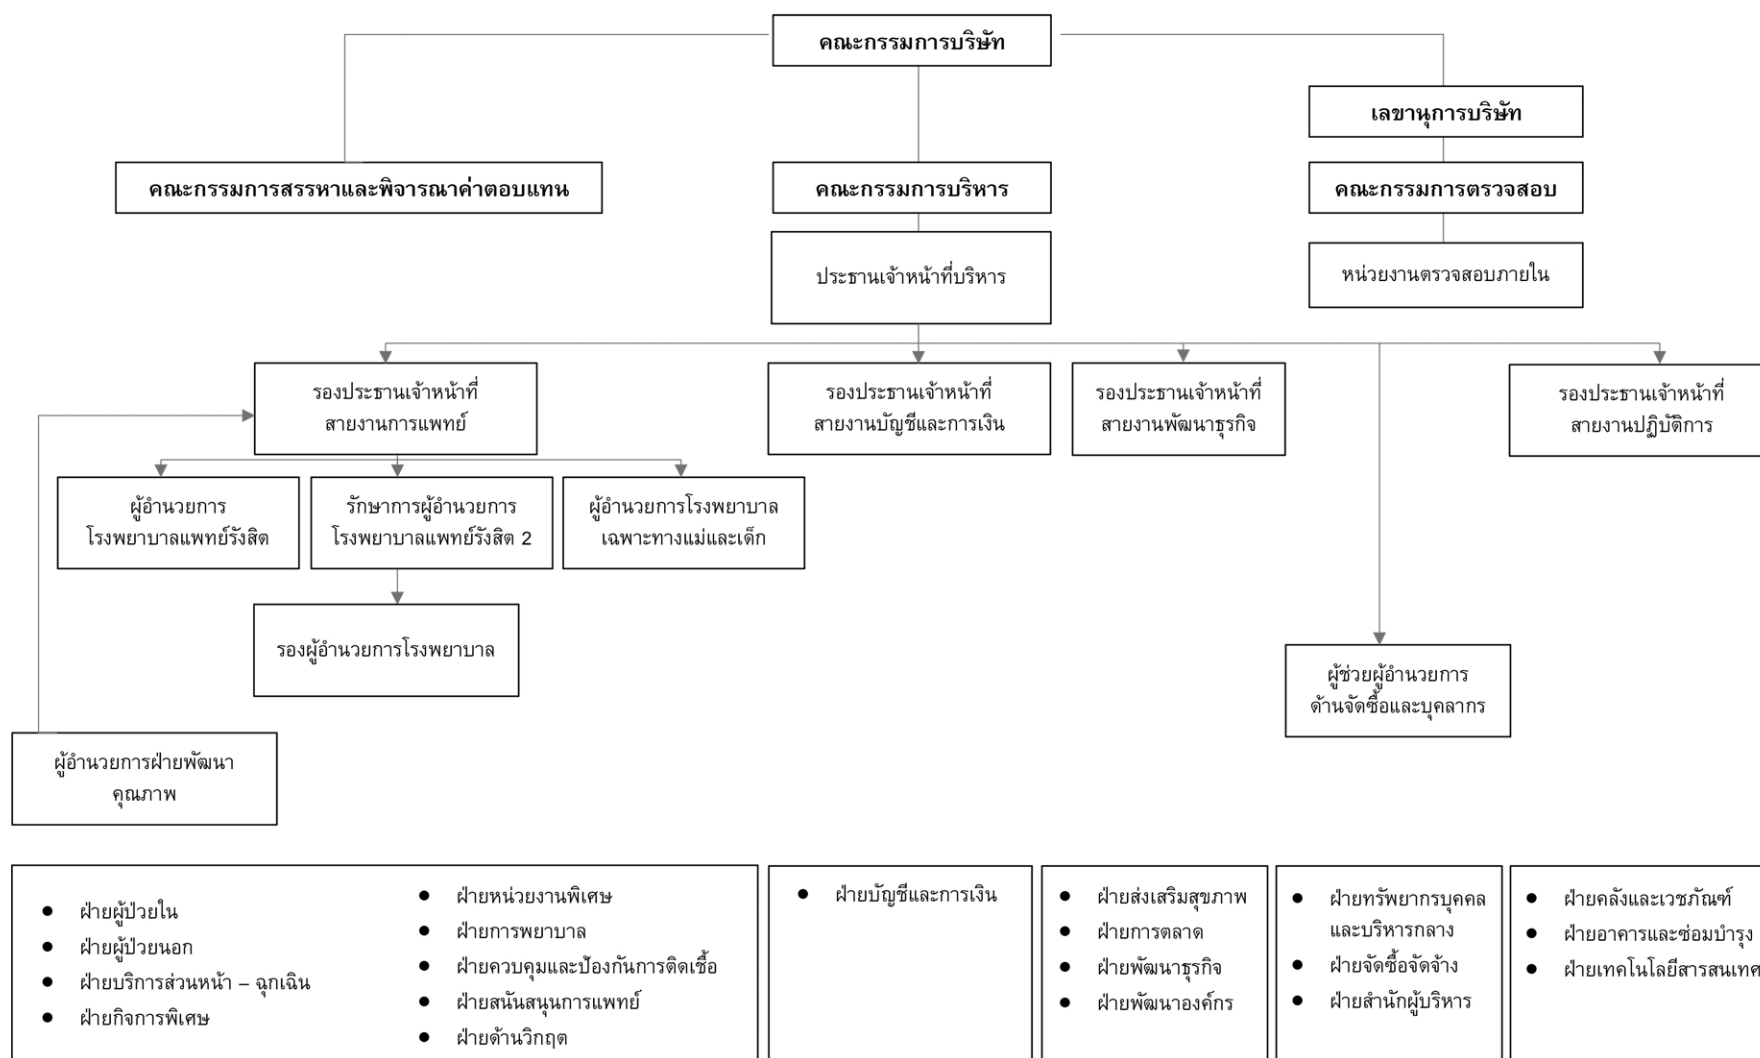 คณะกรรมการบริษัท
เลขานุการบริษัท
คณะกรรมการสรรหาและพิจารณาค่าตอบแทน
คณะกรรมการบริหาร
คณะกรรมการตรวจสอบ
ประธานเจ้าหน้าที่บริหาร
หน่วยงานตรวจสอบภายใน
รองประธานเจ้าหน้าที่
สายงานการแพทย์
รองประธานเจ้าหน้าที่
สายงานบัญชีและการเงิน
รองประธานเจ้าหน้าที่
สายงานพัฒนาธุรกิจ
รองประธานเจ้าหน้าที่
สายงานปฏิบัติการ
ผู้อำนวยการ
โรงพยาบาลแพทย์รังสิต
รักษาการผู้อำนวยการ
โรงพยาบาลแพทย์รังสิต 2
ผู้อำนวยการโรงพยาบาล
เฉพาะทางแม่และเด็ก
รองผู้อำนวยการโรงพยาบาล
ผู้ช่วยผู้อำนวยการ
ด้านจัดซื้อและบุคลากร
ผู้อำนวยการฝ่ายพัฒนา
คุณภาพ
● ฝ่ายผู้ป่วยใน
● ฝ่ายผู้ป่วยนอก
● ฝ่ายบริการส่วนหน้า – ฉุกเฉิน
● ฝ่ายกิจการพิเศษ
● ฝ่ายหน่วยงานพิเศษ
● ฝ่ายการพยาบาล
● ฝ่ายควบคุมและป้องกันการติดเชื้อ
● ฝ่ายสนันสนุนการแพทย์
● ฝ่ายด้านวิกฤต
● ฝ่ายบัญชีและการเงิน
● ฝ่ายส่งเสริมสุขภาพ
● ฝ่ายการตลาด
● ฝ่ายพัฒนาธุรกิจ
● ฝ่ายพัฒนาองค์กร
● ฝ่ายทรัพยากรบุคคล
และบริหารกลาง
● ฝ่ายจัดซื้อจัดจ้าง
● ฝ่ายสำนักผู้บริหาร
● ฝ่ายคลังและเวชภัณฑ์
● ฝ่ายอาคารและซ่อมบำรุง
● ฝ่ายเทคโนโลยีสารสนเทศ